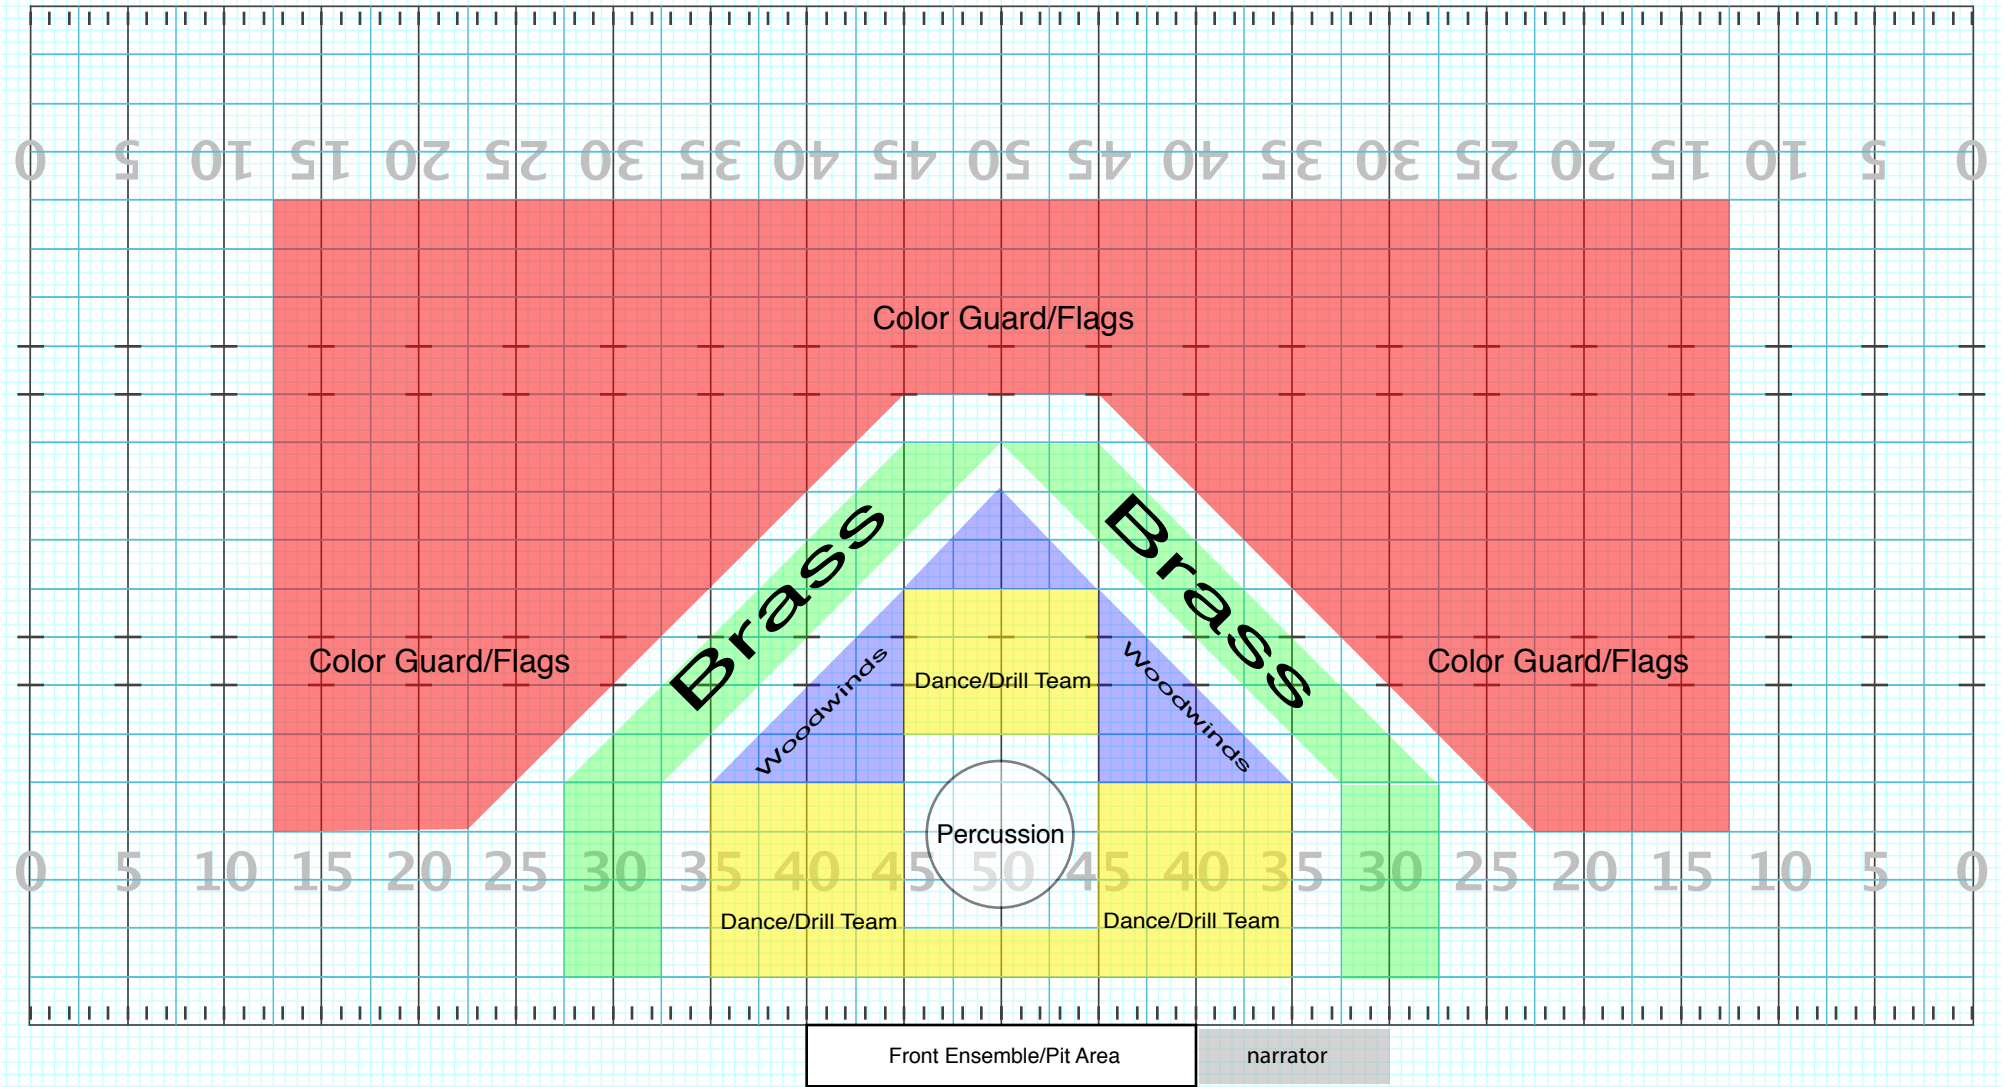 0 5 10 15 20 25 30 35 40 45 50 45 40 35 30 25 20 15 10 5 0
Color Guard/Flags
Brass
Brass
Color Guard/Flags
Woodwinds
Dance/Drill Team
Woodwinds
Color Guard/Flags
Percussion
0 5 10 15 20 25 30 35 40 45 50 45 40 35 30 25 20 15 10 5 0
Dance/Drill Team
Dance/Drill Team
Front Ensemble/Pit Area
narrator